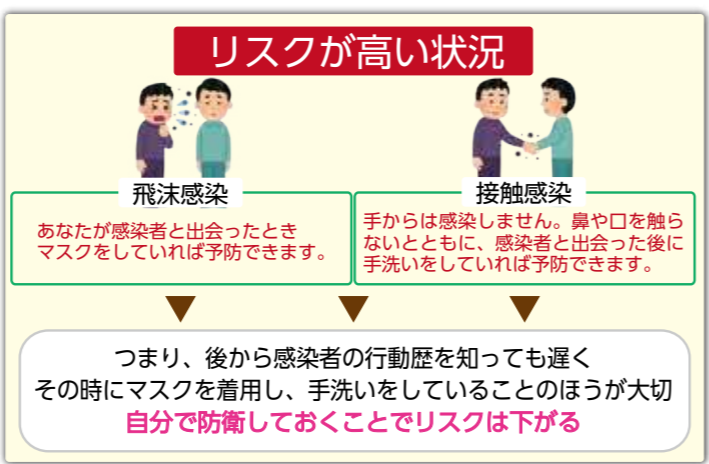 リスクが高い状況
飛沫感染
あなたが感染者と出会ったとき
マスクをしていれば予防できます。
接触感染
手からは感染しません。鼻や口を触ら
ないとともに、感染者と出会った後に
手洗いをしていれば予防できます。
つまり、後から感染者の行動歴を知っても遅く
その時にマスクを着用し、手洗いをしていることのほうが大切
自分で防衛しておくことでリスクは下がる